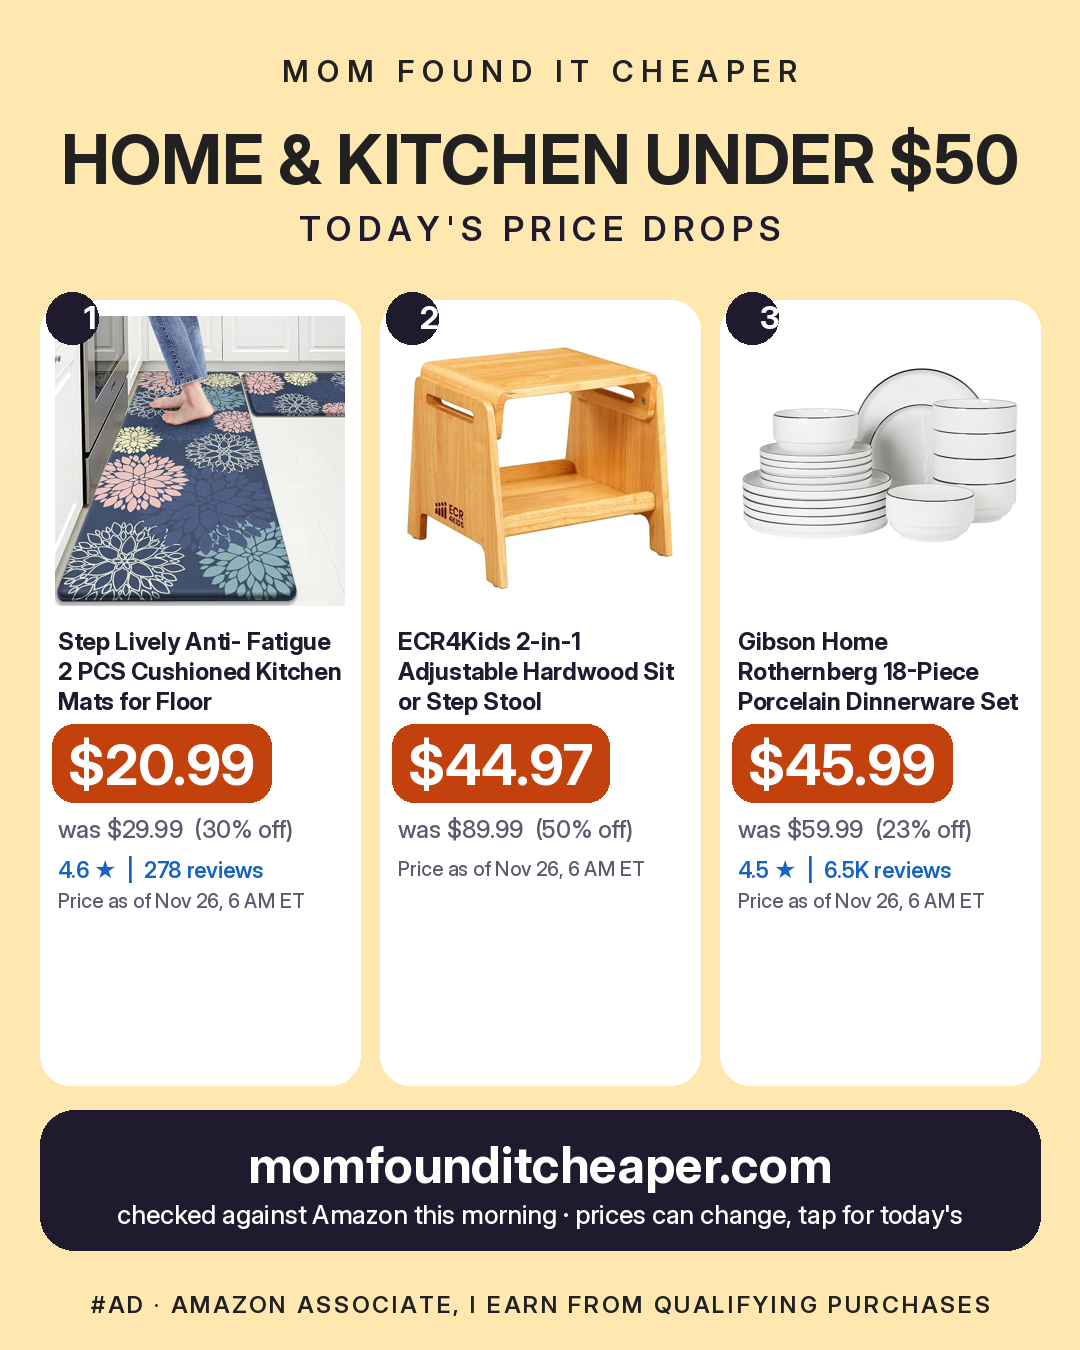 MOM FOUND IT CHEAPER
HOME & KITCHEN UNDER $50
TODAY'S PRICE DROPS
1
Step Lively Anti- Fatigue
2 PCS Cushioned Kitchen
Mats for Floor
$20.99
was $29.99 (30% off)
4.6 ★ | 278 reviews
Price as of Nov 26, 6 AM ET
2
ECR
4KIDS
ECR4Kids 2-in-1
Adjustable Hardwood Sit
or Step Stool
$44.97
was $89.99 (50% off)
Price as of Nov 26, 6 AM ET
3
Gibson Home
Rothernberg 18-Piece
Porcelain Dinnerware Set
$45.99
was $59.99 (23% off)
4.5 ★ | 6.5K reviews
Price as of Nov 26, 6 AM ET
momfounditcheaper.com
checked against Amazon this morning · prices can change, tap for today's
#AD · AMAZON ASSOCIATE, I EARN FROM QUALIFYING PURCHASES